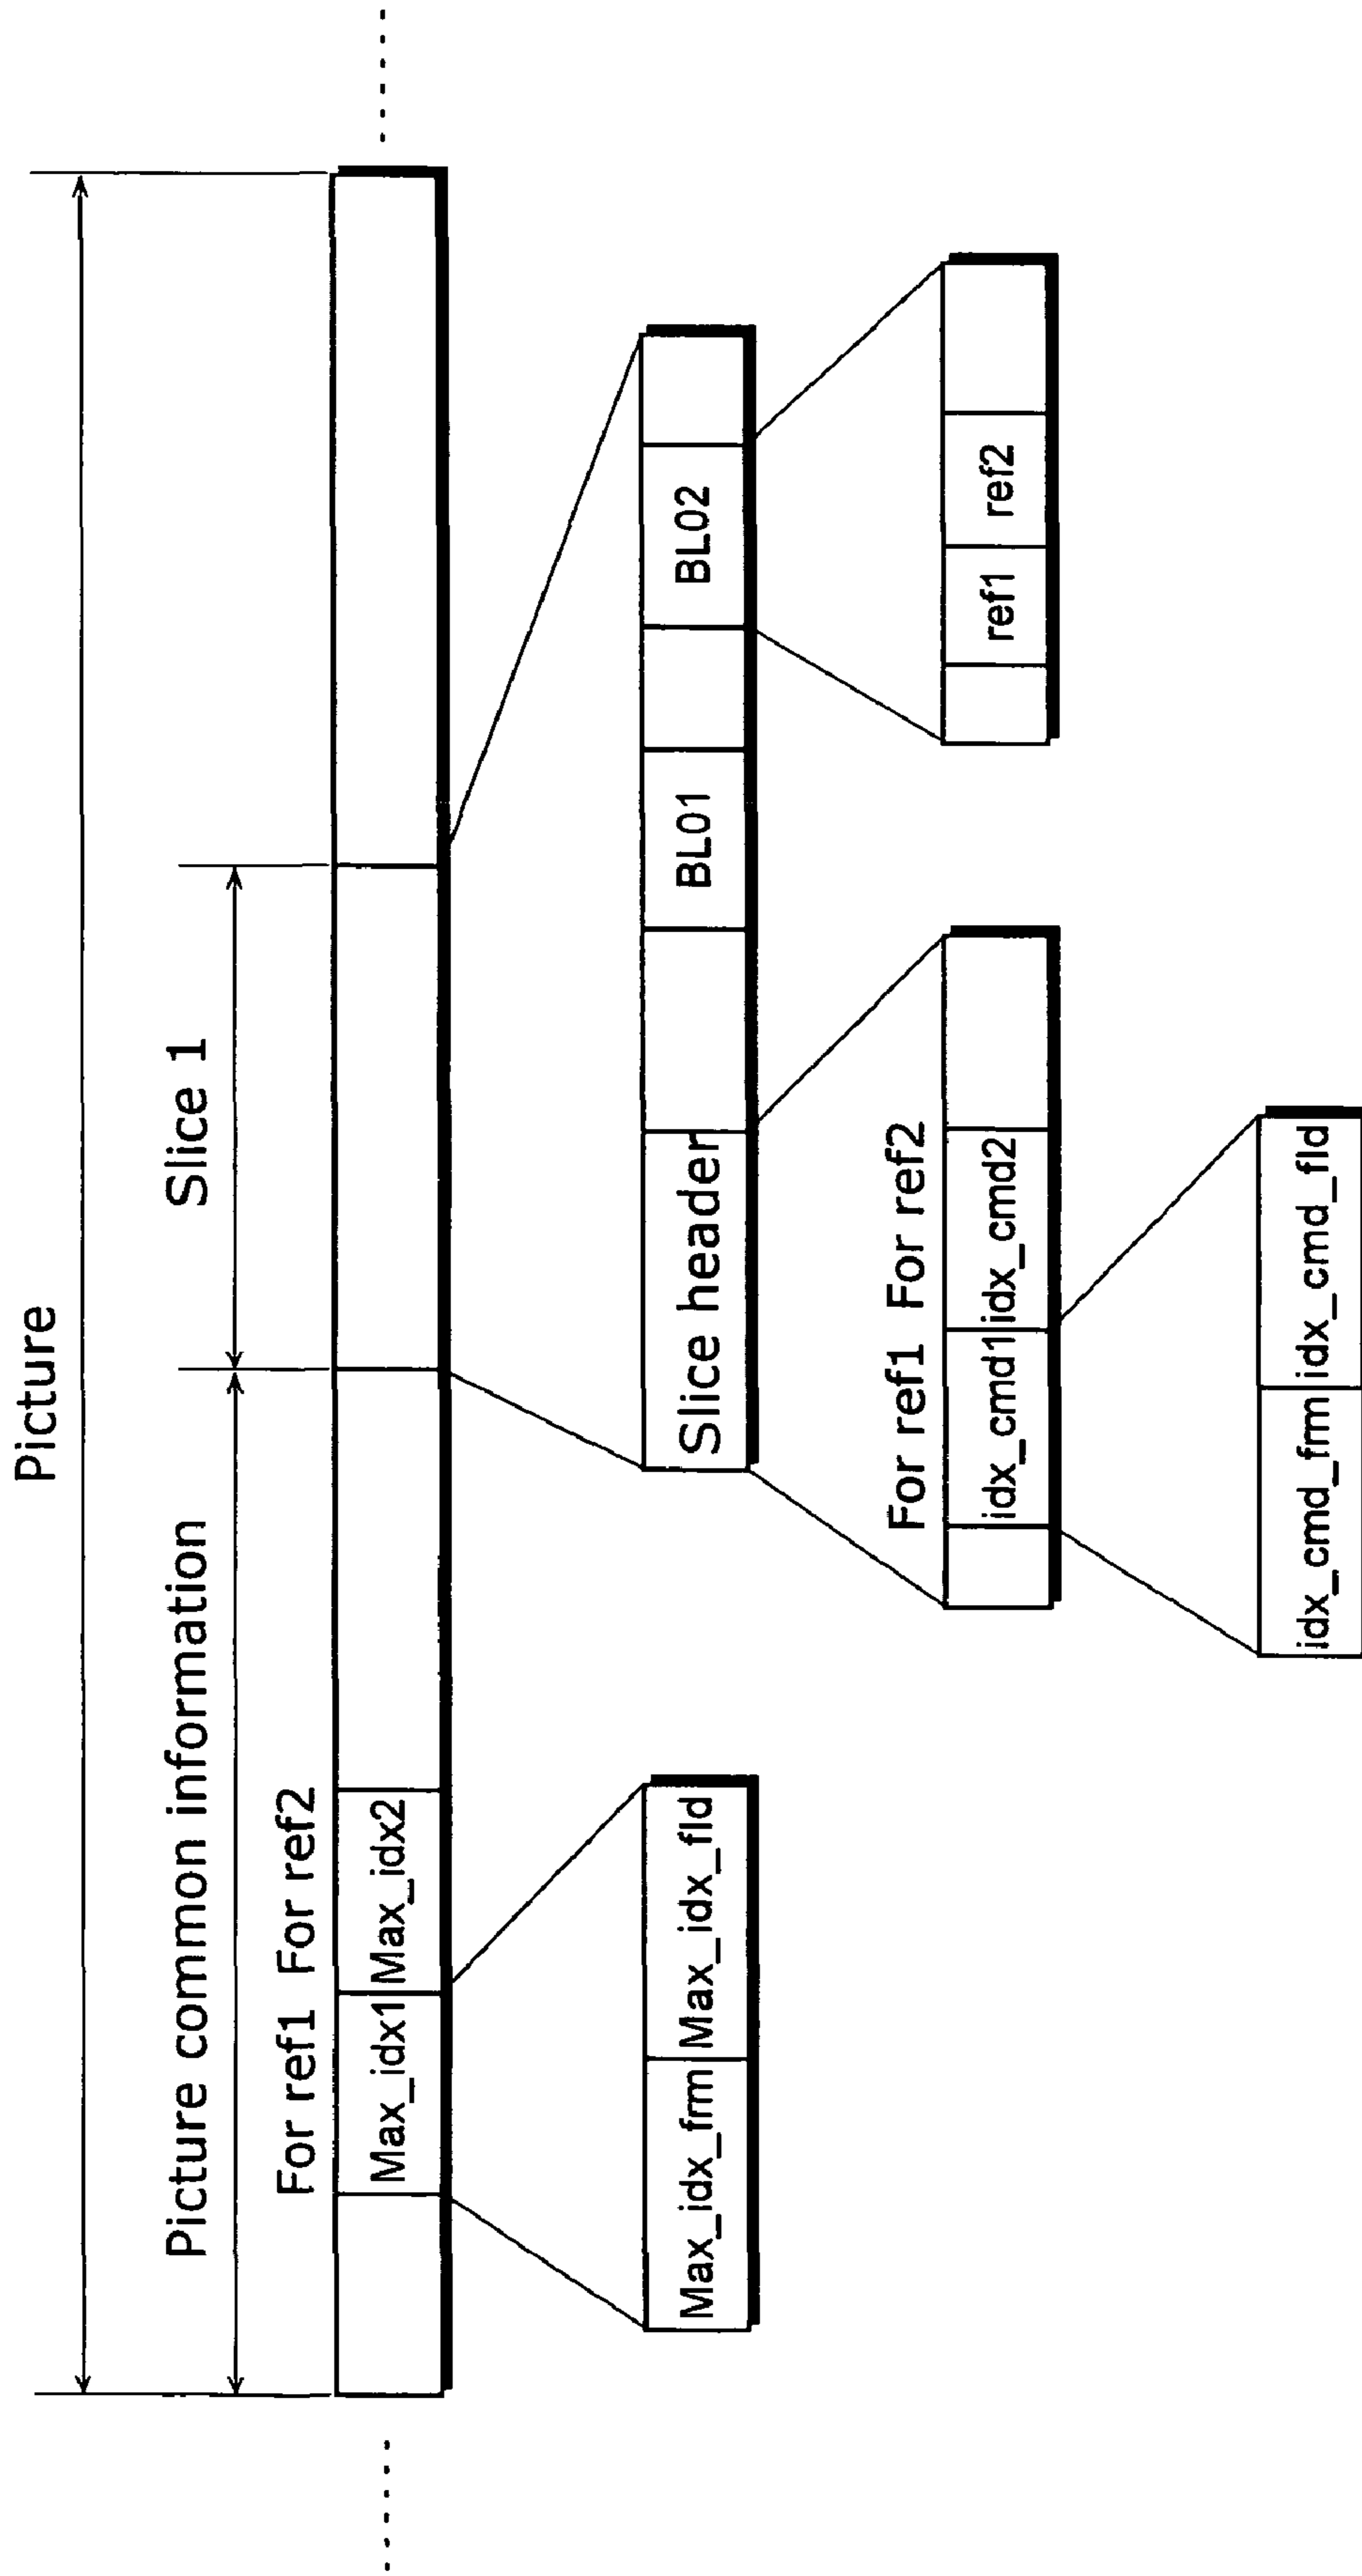 Picture
Picture common information
Slice 1
For ref1 For ref2
Max_idx1 Max_idx2
Max_idx_frm Max_idx_fld
Slice header BL01 BL02
For ref1 For ref2
idx_cmd1 idx_cmd2
ref1 ref2
idx_cmd_frm idx_cmd_fld